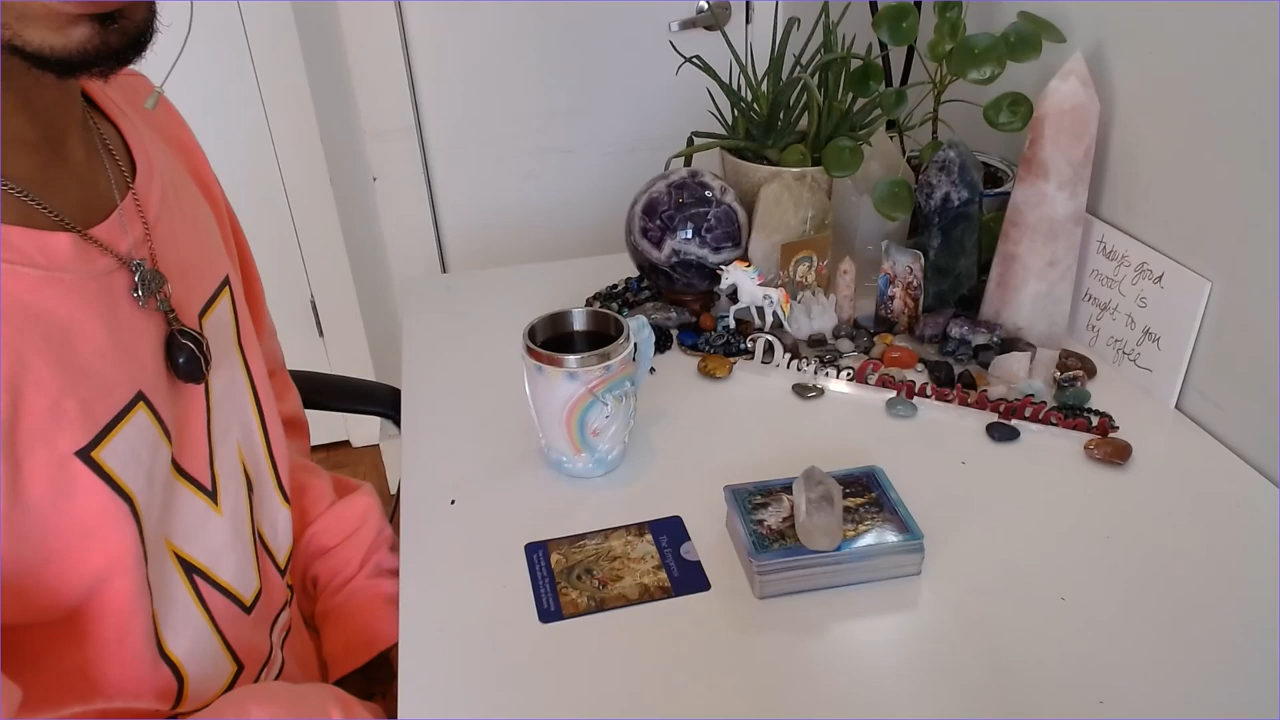 today's good
mood is
brought to you
by coffee
Divine Conversations
The Empress
M